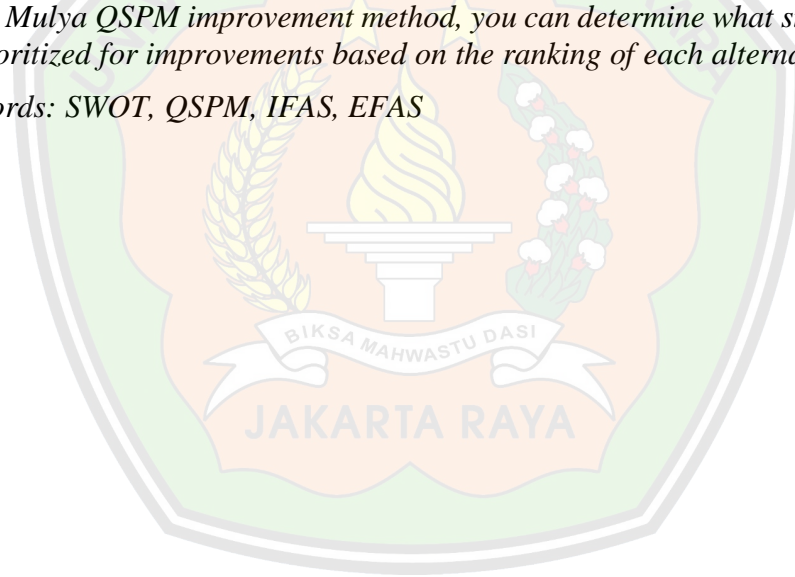 Mulya QSPM improvement method, you can determine what s
oritized for improvements based on the ranking of each alterna
ords: SWOT, QSPM, IFAS, EFAS
BIKSA MAHWASTU DASI
JAKARTA RAYA